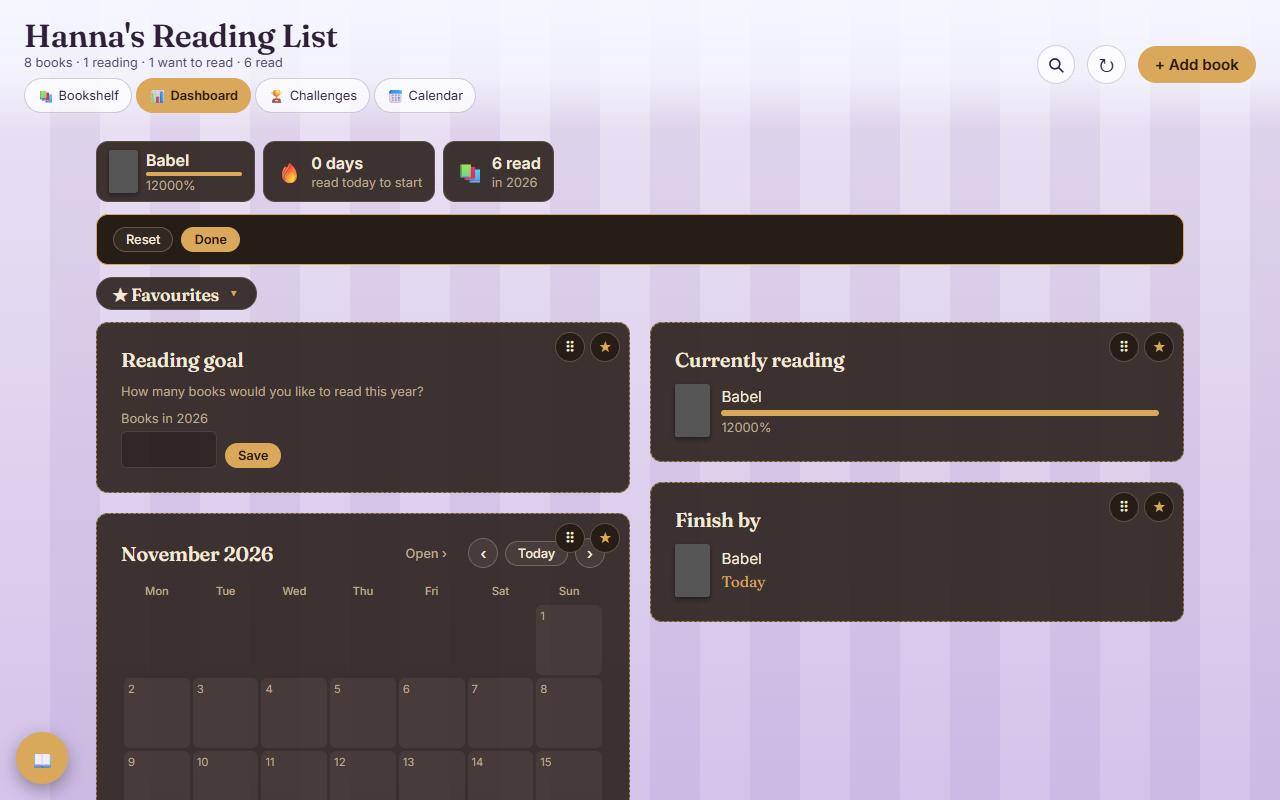 Hanna's Reading List
8 books · 1 reading · 1 want to read · 6 read
Bookshelf
Dashboard
Challenges
Calendar
+ Add book
Babel
12000%
0 days
read today to start
6 read
in 2026
Reset
Done
★ Favourites ▼
Reading goal
How many books would you like to read this year?
Books in 2026
Save
Currently reading
Babel
12000%
Finish by
Babel
Today
November 2026
Open ›
‹
Today
›
Mon Tue Wed Thu Fri Sat Sun
1
2 3 4 5 6 7 8
9 10 11 12 13 14 15